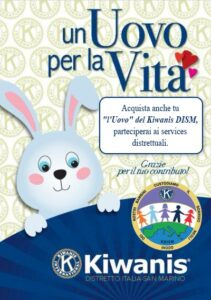 un Uovo
per la
Vita
Acquista anche tu
"l'Uovo" del Kiwanis DISM,
parteciperai ai services
distrettuali.
Grazie
per il tuo contributo!
Kiwanis®
DISTRETTO ITALIA-SAN MARINO